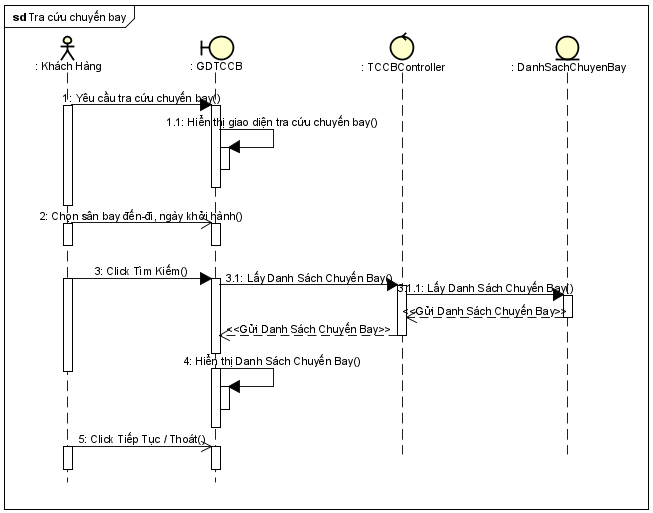 sd Tra cứu chuyến bay
: Khách Hàng
: GDTCCB
: TCCBController
: DanhSachChuyenBay
1: Yêu cầu tra cứu chuyến bay()
1.1: Hiển thị giao diện tra cứu chuyến bay()
2: Chọn sân bay đến-đi, ngày khởi hành()
3: Click Tìm Kiếm()
3.1: Lấy Danh Sách Chuyến Bay()
3.1.1: Lấy Danh Sách Chuyến Bay()
<<Gửi Danh Sách Chuyến Bay>>
<<Gửi Danh Sách Chuyến Bay>>
4: Hiển thị Danh Sách Chuyến Bay()
5: Click Tiếp Tục / Thoát()